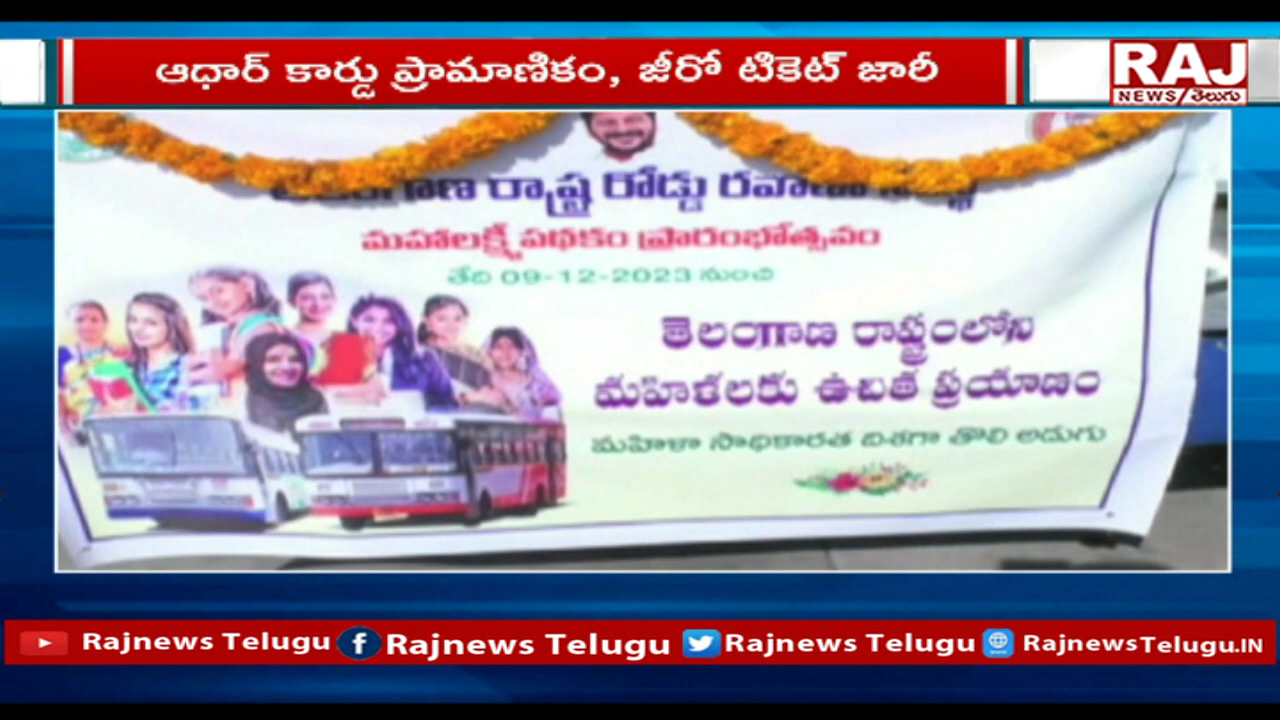 ఆధార్ కార్డు ప్రామాణికం, జీరో టికెట్ జారీ
RAJ
NEWS తెలుగు
రాష్ట్ర రోడ్డు రవాణా
మహాలక్ష్మి పథకం ప్రారంభోత్సవం
తేది 09-12-2023 నుంచి
తెలంగాణ రాష్ట్రంలోని
మహిళలకు ఉచిత ప్రయాణం
మహిళా సాధికారత దిశగా తొలి అడుగు
Rajnews Telugu Rajnews Telugu Rajnews Telugu RajnewsTelugu.IN